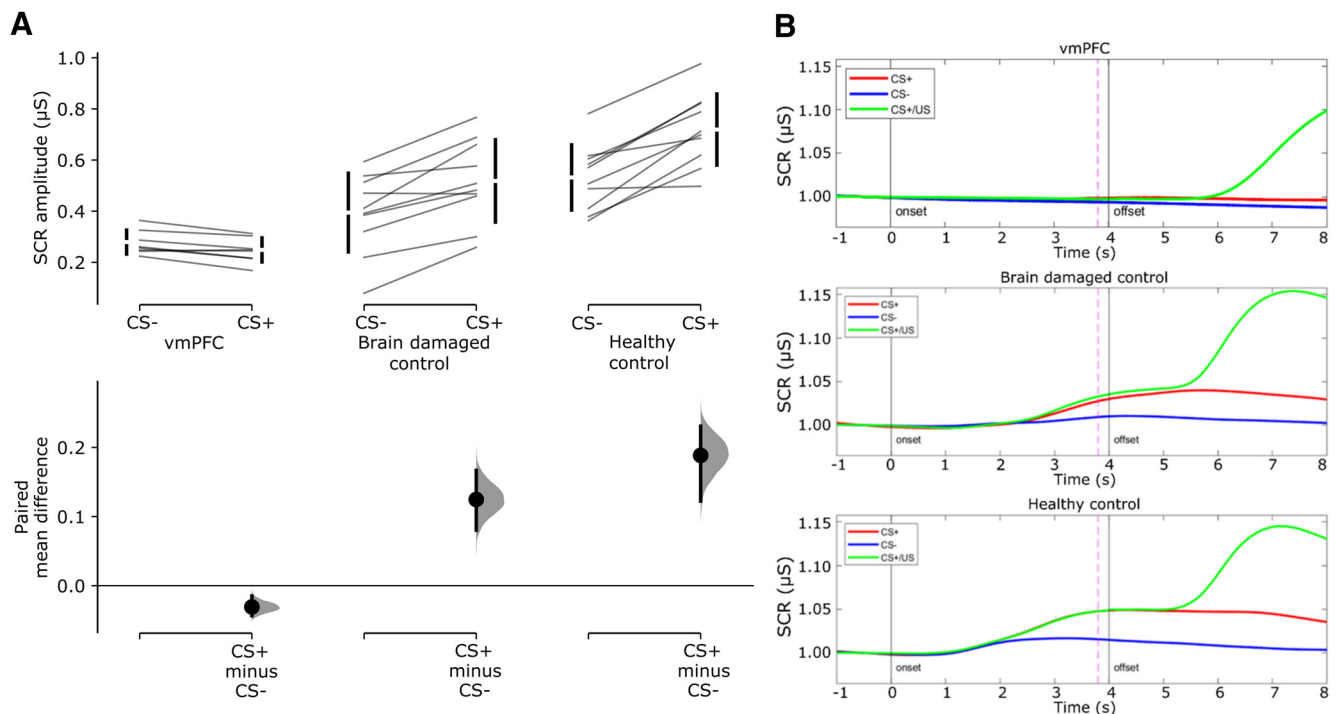 A
SCR amplitude (μS)
1.0
0.8
0.6
0.4
0.2
CS- CS+ CS- CS+ CS- CS+
vmPFC
Brain damaged
control
Healthy
control
Paired
mean difference
0.2
0.1
0.0
CS+
minus
CS-
CS+
minus
CS-
CS+
minus
CS-
B
vmPFC
SCR (μS)
1.15
1.10
1.05
1.00
CS+
CS-
CS+/US
onset
offset
-1 0 1 2 3 4 5 6 7 8
Time (s)
Brain damaged control
SCR (μS)
1.15
1.10
1.05
1.00
CS+
CS-
CS+/US
onset
offset
-1 0 1 2 3 4 5 6 7 8
Time (s)
Healthy control
SCR (μS)
1.15
1.10
1.05
1.00
CS+
CS-
CS+/US
onset
offset
-1 0 1 2 3 4 5 6 7 8
Time (s)